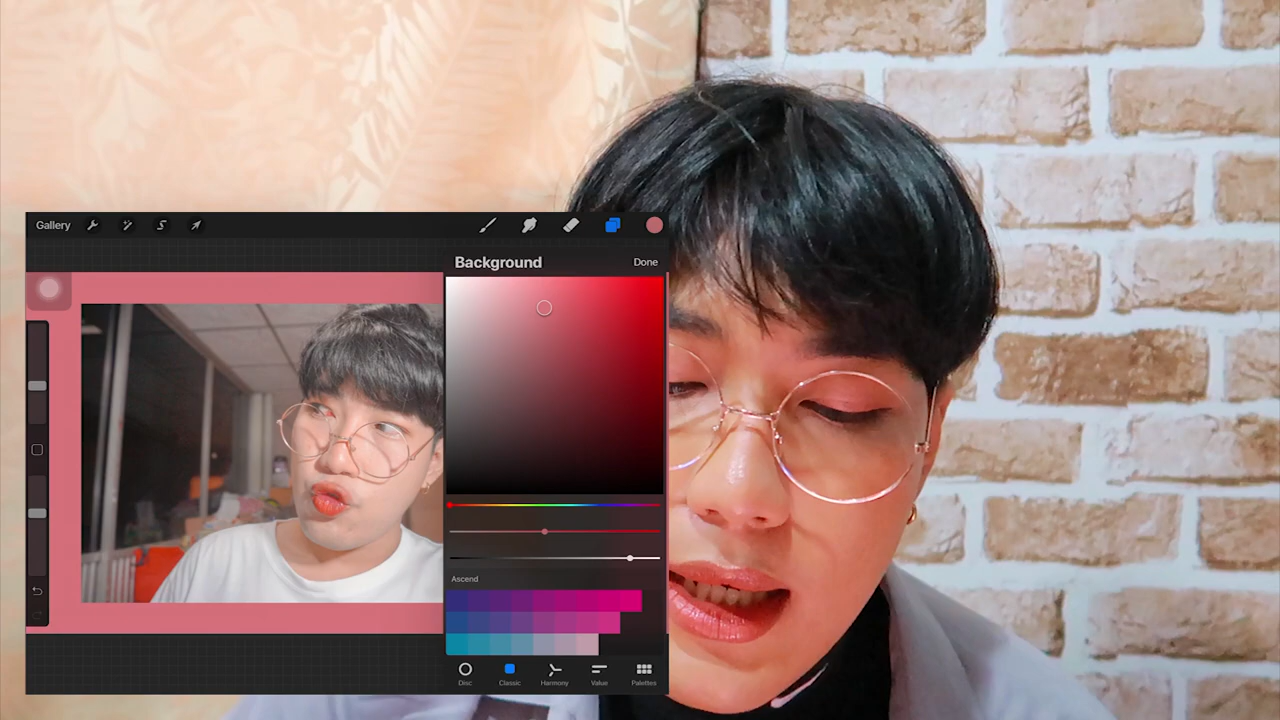 Gallery
Background
Done
Ascend
Disc
Classic
Harmony
Value
Palettes